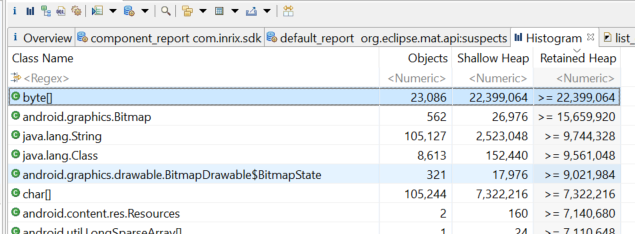 i Overview component_report com.inrix.sdk default_report org.eclipse.mat.api:suspects Histogram list_
Class Name Objects Shallow Heap Retained Heap
<Regex> <Numeric> <Numeric> <Numeric>
byte[] 23,086 22,399,064 >= 22,399,064
android.graphics.Bitmap 562 26,976 >= 15,659,920
java.lang.String 105,127 2,523,048 >= 9,744,328
java.lang.Class 8,613 152,440 >= 9,561,048
android.graphics.drawable.BitmapDrawable$BitmapState 321 17,976 >= 9,021,984
char[] 105,244 7,322,216 >= 7,322,216
android.content.res.Resources 2 160 >= 7,140,680
android.util.LongSparseArray[] 1 24 >= 7,110,648